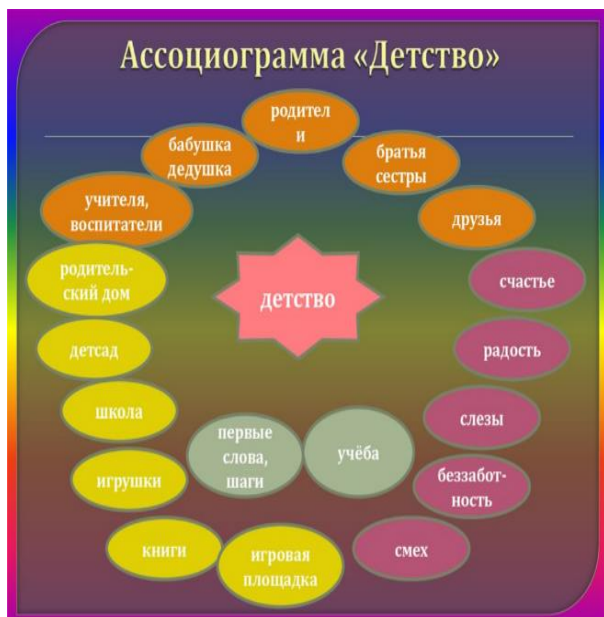 Ассоциограмма «Детство»
родител
и
бабушка
дедушка
братья
сестры
учителя,
воспитатели
друзья
родитель-
ский дом
счастье
детство
детсад
радость
школа
слезы
первые
слова,
шаги
учёба
игрушки
беззабот-
ность
книги
игровая
площадка
смех